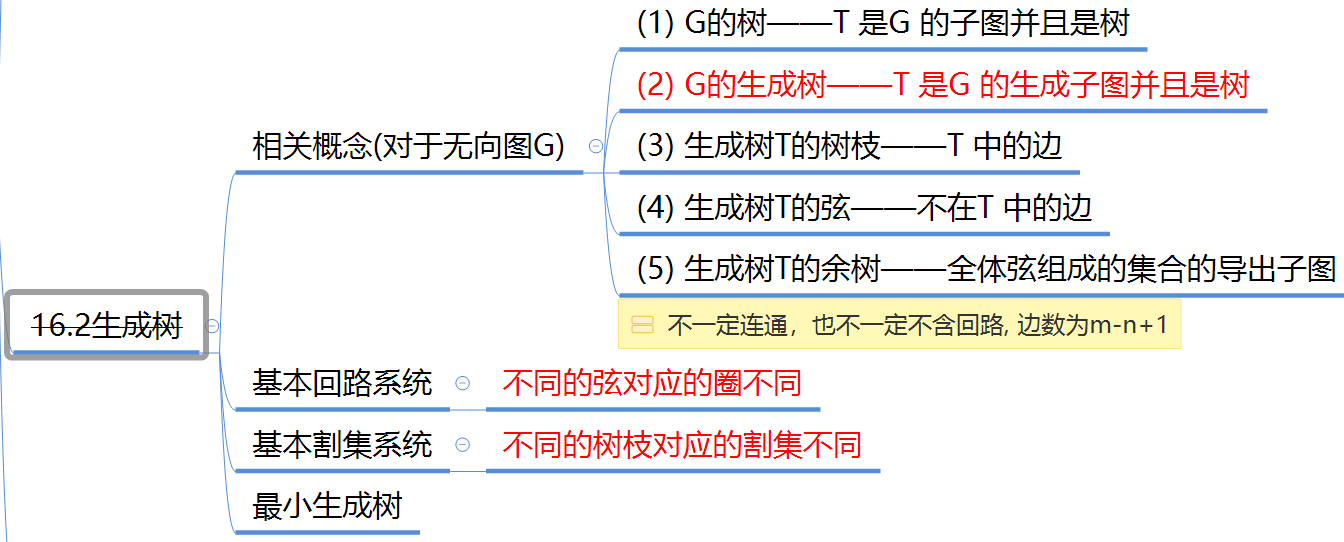 16.2生成树
相关概念(对于无向图G)
(1) G的树——T 是G 的子图并且是树
(2) G的生成树——T 是G 的生成子图并且是树
(3) 生成树T的树枝——T 中的边
(4) 生成树T的弦——不在T 中的边
(5) 生成树T的余树——全体弦组成的集合的导出子图
不一定连通，也不一定不含回路, 边数为m-n+1
基本回路系统
不同的弦对应的圈不同
基本割集系统
不同的树枝对应的割集不同
最小生成树